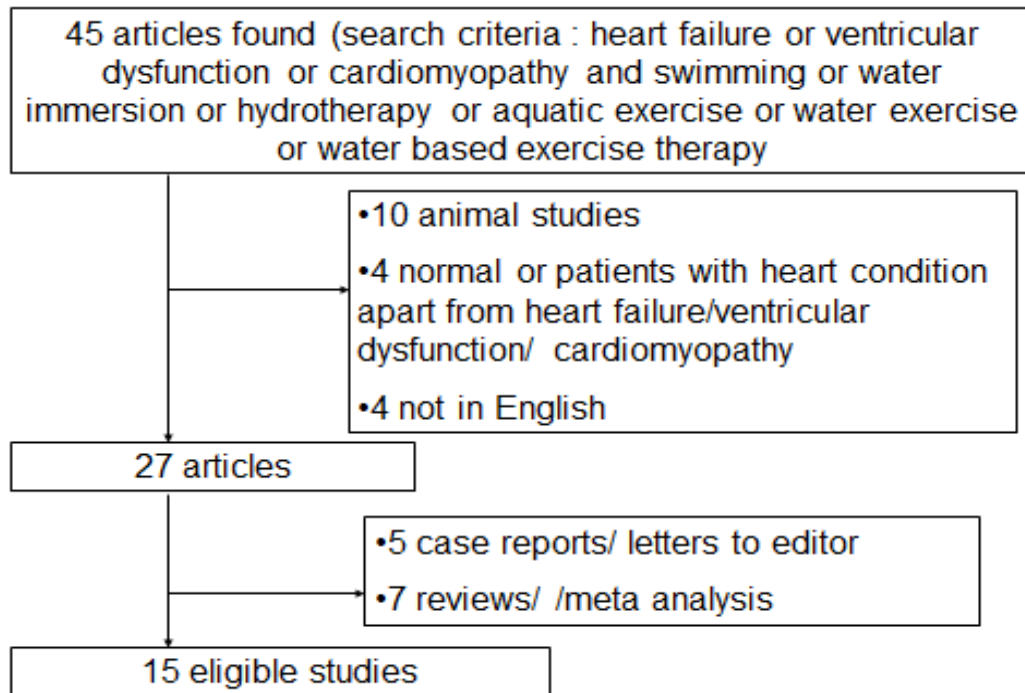 45 articles found (search criteria : heart failure or ventricular
dysfunction or cardiomyopathy and swimming or water
immersion or hydrotherapy or aquatic exercise or water exercise
or water based exercise therapy
•10 animal studies
•4 normal or patients with heart condition
apart from heart failure/ventricular
dysfunction/ cardiomyopathy
•4 not in English
27 articles
•5 case reports/ letters to editor
•7 reviews/ /meta analysis
15 eligible studies